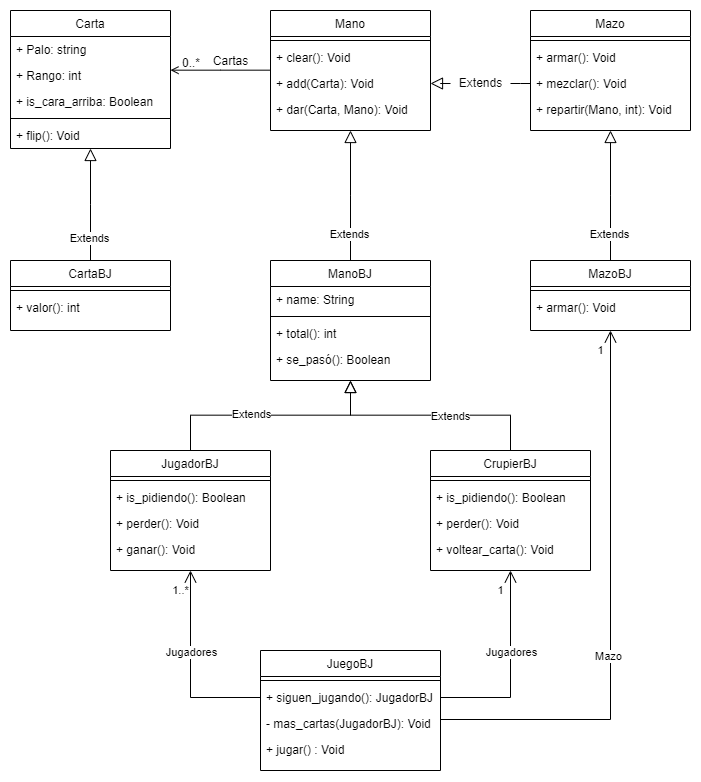 Carta
+ Palo: string
+ Rango: int
+ is_cara_arriba: Boolean
+ flip(): Void
0..*
Cartas
Mano
+ clear(): Void
+ add(Carta): Void
+ dar(Carta, Mano): Void
Extends
Mazo
+ armar(): Void
+ mezclar(): Void
+ repartir(Mano, int): Void
Extends
Extends
Extends
CartaBJ
+ valor(): int
ManoBJ
+ name: String
+ total(): int
+ se_pasó(): Boolean
MazoBJ
+ armar(): Void
1
Extends
Extends
JugadorBJ
+ is_pidiendo(): Boolean
+ perder(): Void
+ ganar(): Void
CrupierBJ
+ is_pidiendo(): Boolean
+ perder(): Void
+ voltear_carta(): Void
1..*
1
Jugadores
Jugadores
Mazo
JuegoBJ
+ siguen_jugando(): JugadorBJ
- mas_cartas(JugadorBJ): Void
+ jugar() : Void